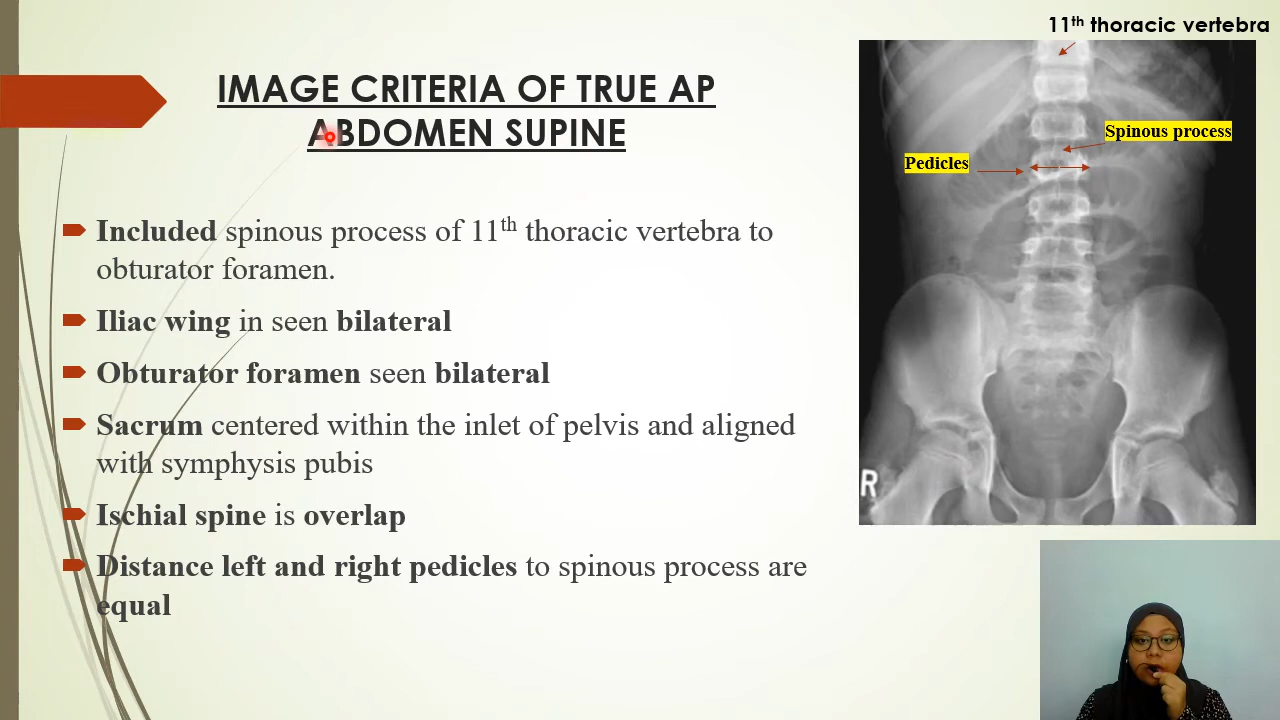 11th thoracic vertebra
IMAGE CRITERIA OF TRUE AP
ABDOMEN SUPINE
Included spinous process of 11th thoracic vertebra to
obturator foramen.
Iliac wing in seen bilateral
Obturator foramen seen bilateral
Sacrum centered within the inlet of pelvis and aligned
with symphysis pubis
Ischial spine is overlap
Distance left and right pedicles to spinous process are
equal
Spinous process
Pedicles
R